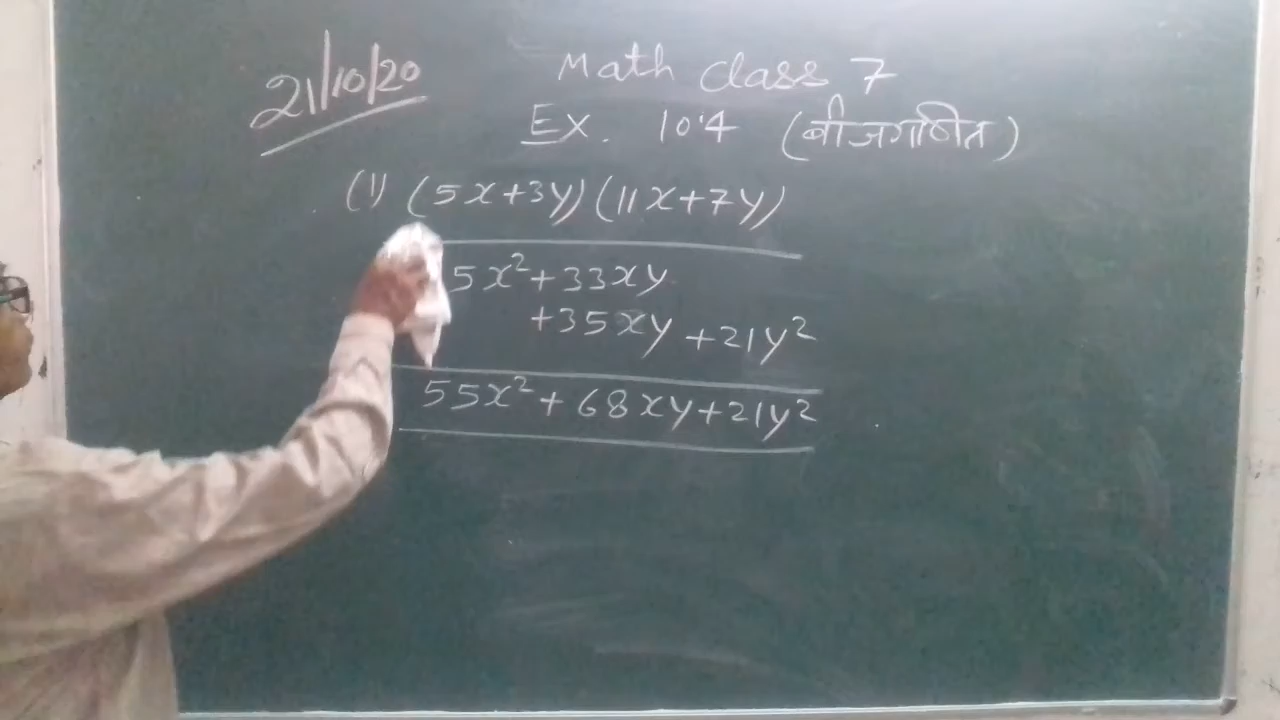 21/10/20
Math Class 7
Ex. 10.4 (बीजगणित)
(1) (5x+3y)(11x+7y)
5x²+33xy
+35xy+21y²
55x²+68xy+21y²